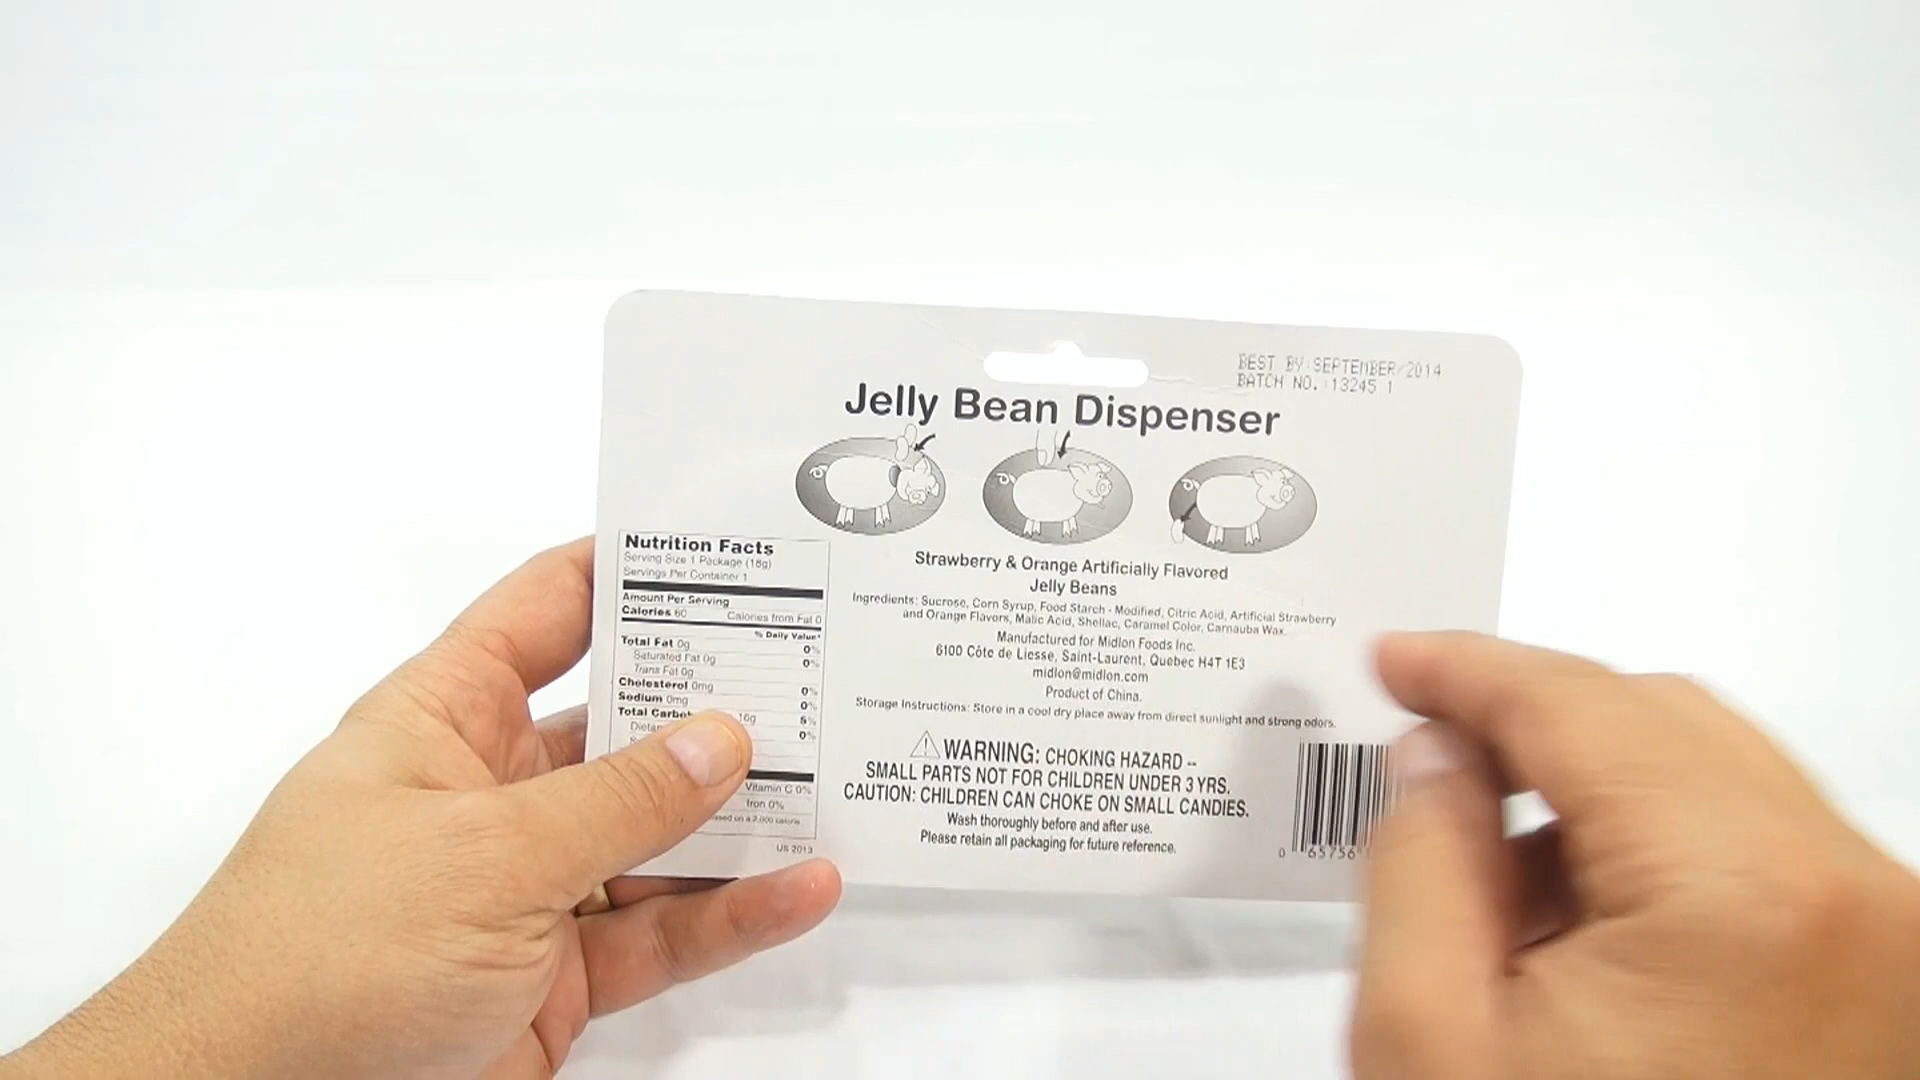 BEST BY:SEPTEMBER/2014
BATCH NO.:13245 1
Jelly Bean Dispenser
Nutrition Facts
Serving Size 1 Package (18g)
Servings Per Container 1
Amount Per Serving
Calories 60 Calories from Fat 0
% Daily Value*
Total Fat 0g 0%
Saturated Fat 0g 0%
Trans Fat 0g
Cholesterol 0mg 0%
Sodium 0mg 0%
Total 16g 5%
0%
Vitamin C 0%
Iron 0%
on a 2,000 calorie
US 2013
Strawberry & Orange Artificially Flavored
Jelly Beans
Ingredients: Sucrose, Corn Syrup, Food Starch - Modified, Citric Acid, Artificial Strawberry
and Orange Flavors, Malic Acid, Shellac, Caramel Color, Carnauba Wax.
Manufactured for Midlon Foods Inc.
6100 Côte de Liesse, Saint-Laurent, Quebec H4T 1E3
midlon@midlon.com
Product of China.
Storage Instructions: Store in a cool dry place away from direct sunlight and strong odors.
WARNING: CHOKING HAZARD --
SMALL PARTS NOT FOR CHILDREN UNDER 3 YRS.
CAUTION: CHILDREN CAN CHOKE ON SMALL CANDIES.
Wash thoroughly before and after use.
Please retain all packaging for future reference.
0 65756